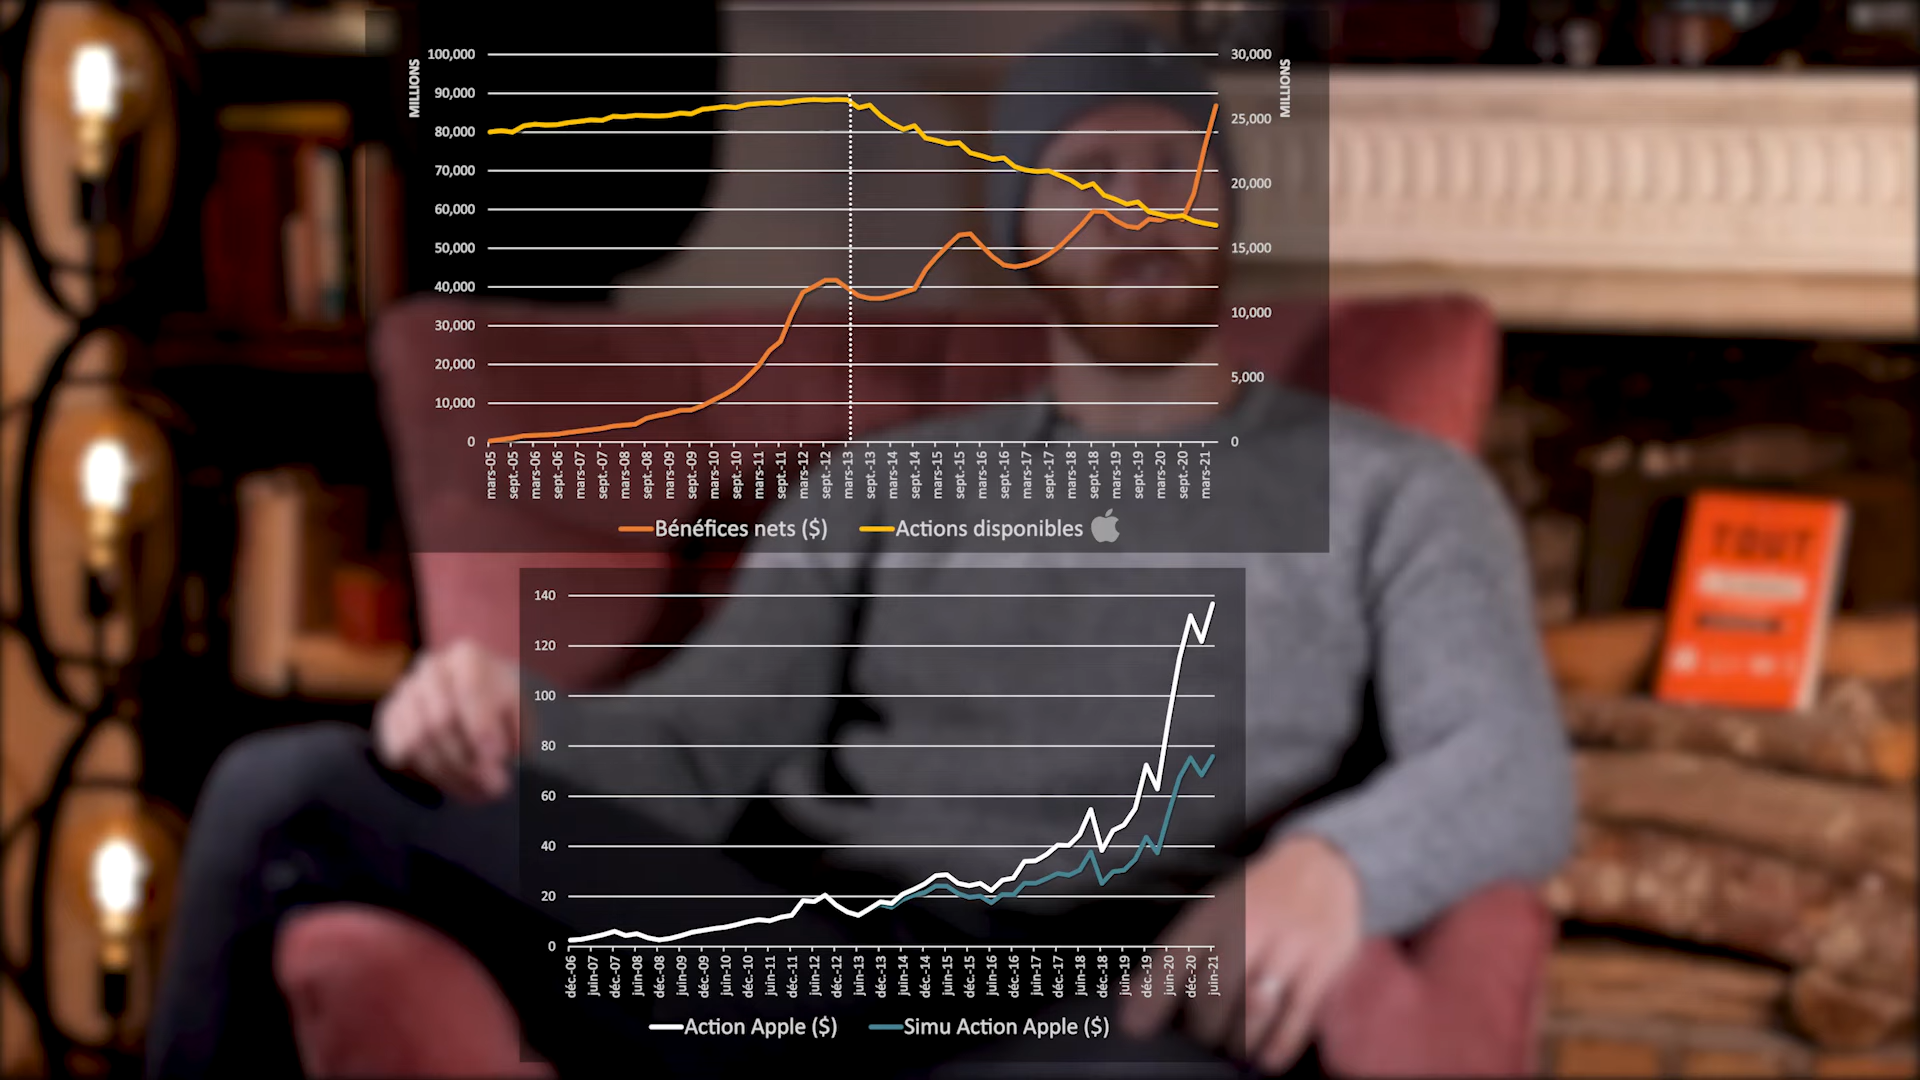 MILLIONS
100,000
90,000
80,000
70,000
60,000
50,000
40,000
30,000
20,000
10,000
0
30,000
25,000
20,000
15,000
10,000
5,000
0
MILLIONS
mars-05
sept.-05
mars-06
sept.-06
mars-07
sept.-07
mars-08
sept.-08
mars-09
sept.-09
mars-10
sept.-10
mars-11
sept.-11
mars-12
sept.-12
mars-13
sept.-13
mars-14
sept.-14
mars-15
sept.-15
mars-16
sept.-16
mars-17
sept.-17
mars-18
sept.-18
mars-19
sept.-19
mars-20
sept.-20
mars-21
Bénéfices nets ($) Actions disponibles
140
120
100
80
60
40
20
0
déc.-06
juin-07
déc.-07
juin-08
déc.-08
juin-09
déc.-09
juin-10
déc.-10
juin-11
déc.-11
juin-12
déc.-12
juin-13
déc.-13
juin-14
déc.-14
juin-15
déc.-15
juin-16
déc.-16
juin-17
déc.-17
juin-18
déc.-18
juin-19
déc.-19
juin-20
déc.-20
juin-21
Action Apple ($) Simu Action Apple ($)
TOUT